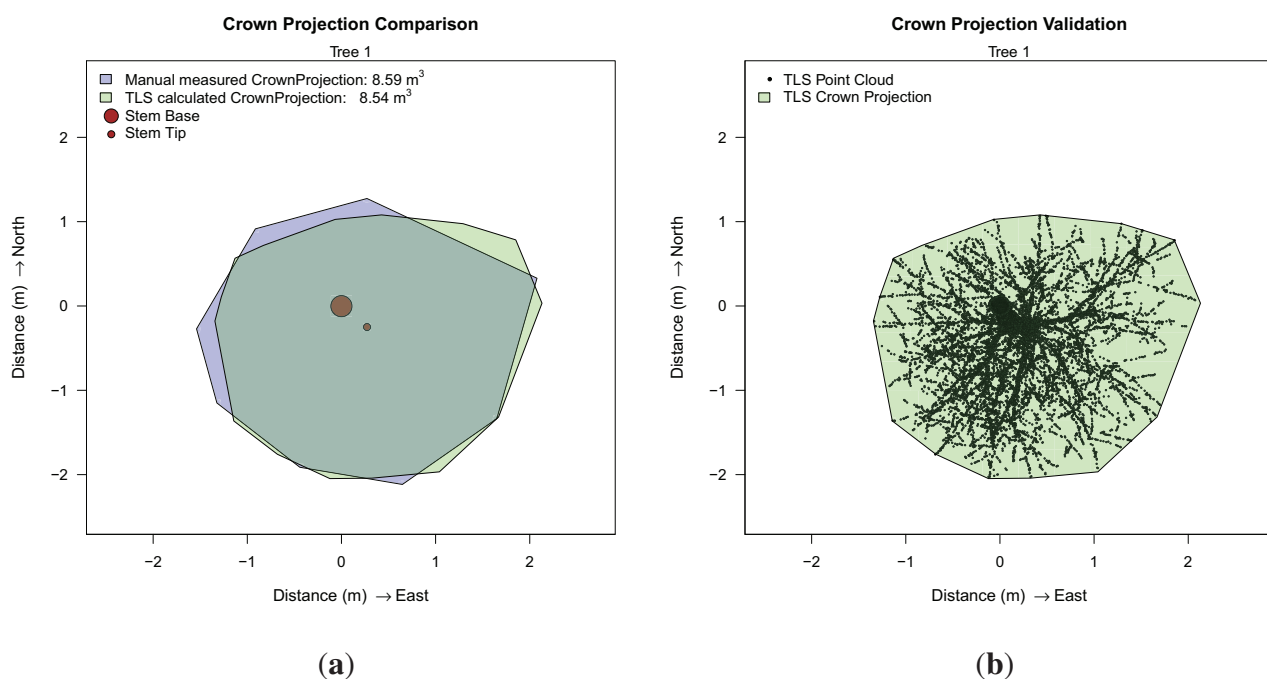 Crown Projection Comparison
Tree 1
Manual measured CrownProjection: 8.59 m³
TLS calculated CrownProjection: 8.54 m³
Stem Base
Stem Tip
2
1
0
−1
−2
Distance (m) → North
−2 −1 0 1 2
Distance (m) → East
(a)
Crown Projection Validation
Tree 1
TLS Point Cloud
TLS Crown Projection
2
1
0
−1
−2
Distance (m) → North
−2 −1 0 1 2
Distance (m) → East
(b)